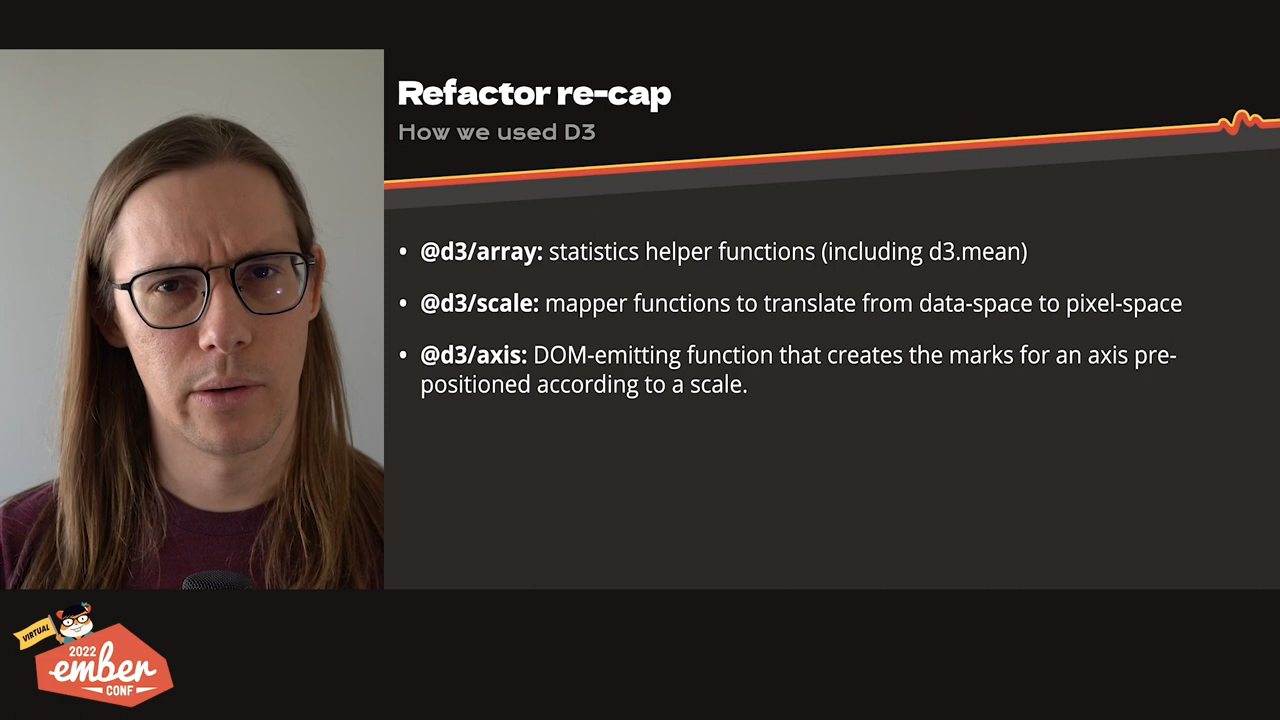 Refactor re-cap
How we used D3
• @d3/array: statistics helper functions (including d3.mean)
• @d3/scale: mapper functions to translate from data-space to pixel-space
• @d3/axis: DOM-emitting function that creates the marks for an axis pre-
positioned according to a scale.
VIRTUAL
2022
ember
CONF